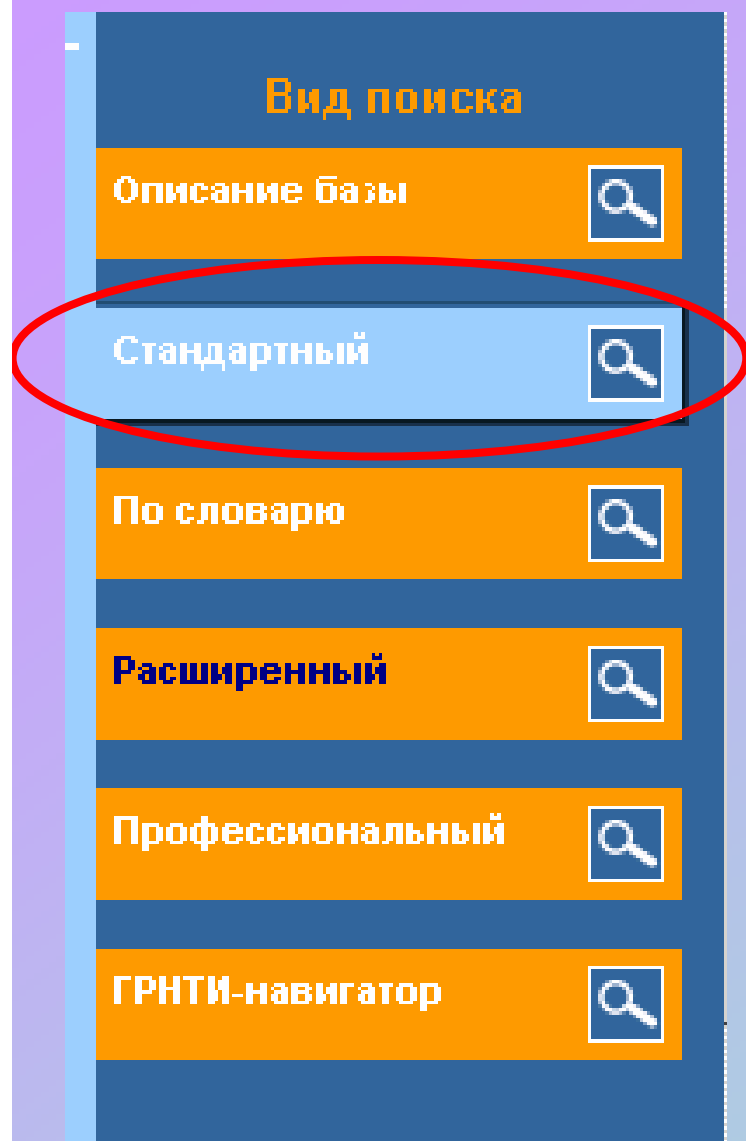 Вид поиска
Описание базы
Стандартный
По словарю
Расширенный
Профессиональный
ГРНТИ-навигатор